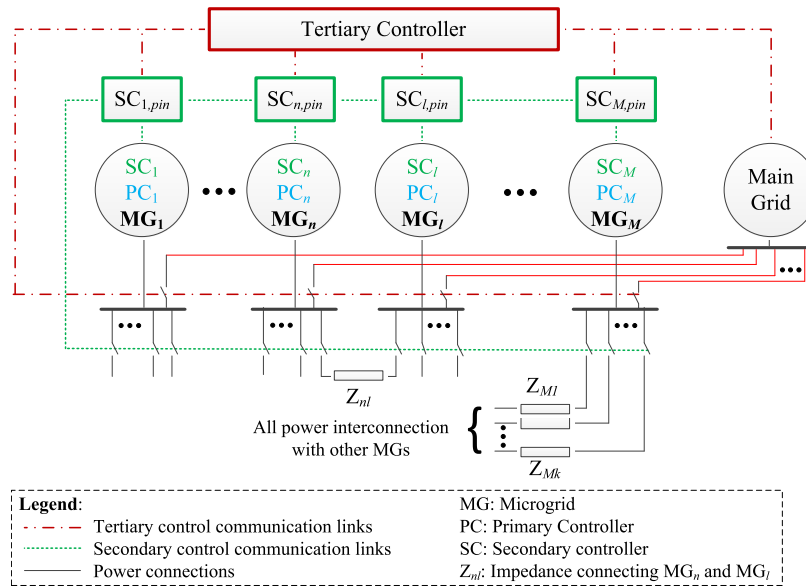 Tertiary Controller
SC1,pin SCn,pin SCl,pin SCM,pin
SC1 SCn SCl SCM
PC1 PCn PCl PCM
MG1 MGn MGl MGM
Main
Grid
Znl
ZM1
All power interconnection
with other MGs
ZMk
Legend:
Tertiary control communication links
Secondary control communication links
Power connections
MG: Microgrid
PC: Primary Controller
SC: Secondary controller
Znl: Impedance connecting MGn and MGl